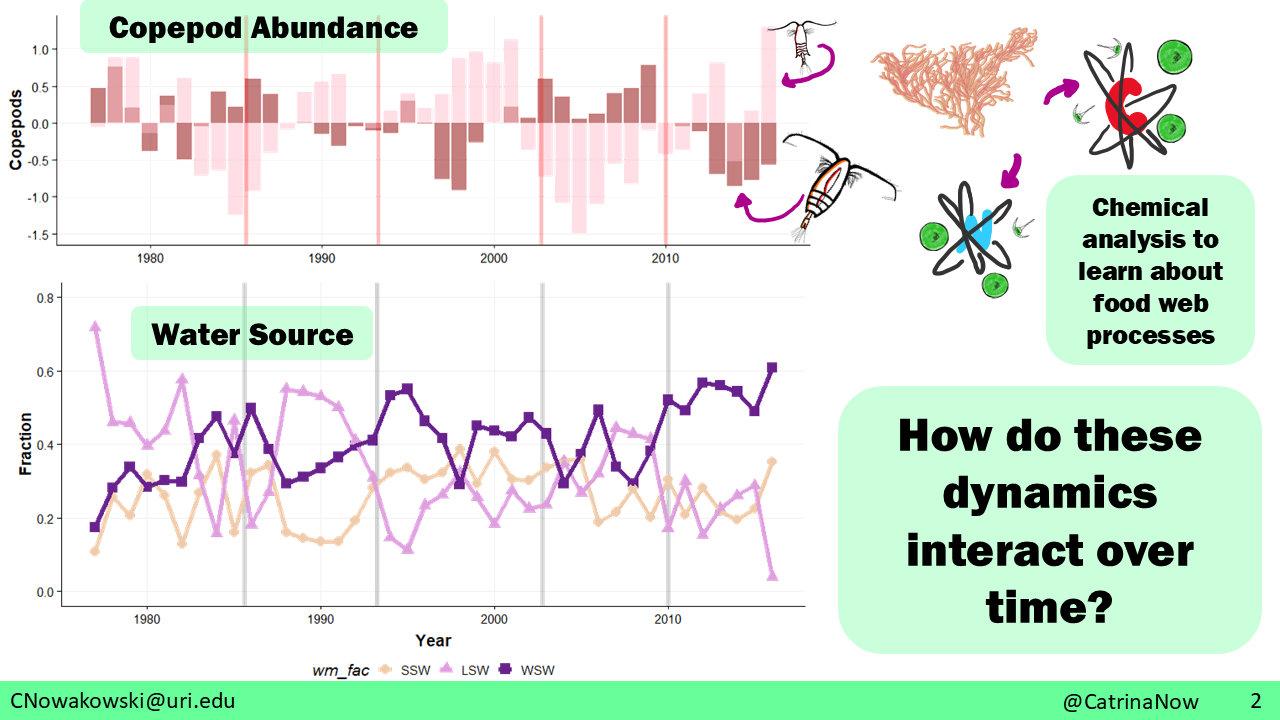 Copepod Abundance
Copepods
1.0
0.5
0.0
-0.5
-1.0
-1.5
1980
1990
2000
2010
Chemical
analysis to
learn about
food web
processes
Water Source
Fraction
0.8
0.6
0.4
0.2
0.0
1980
1990
2000
2010
Year
wm_fac SSW LSW WSW
How do these
dynamics
interact over
time?
CNowakowski@uri.edu
@CatrinaNow
2